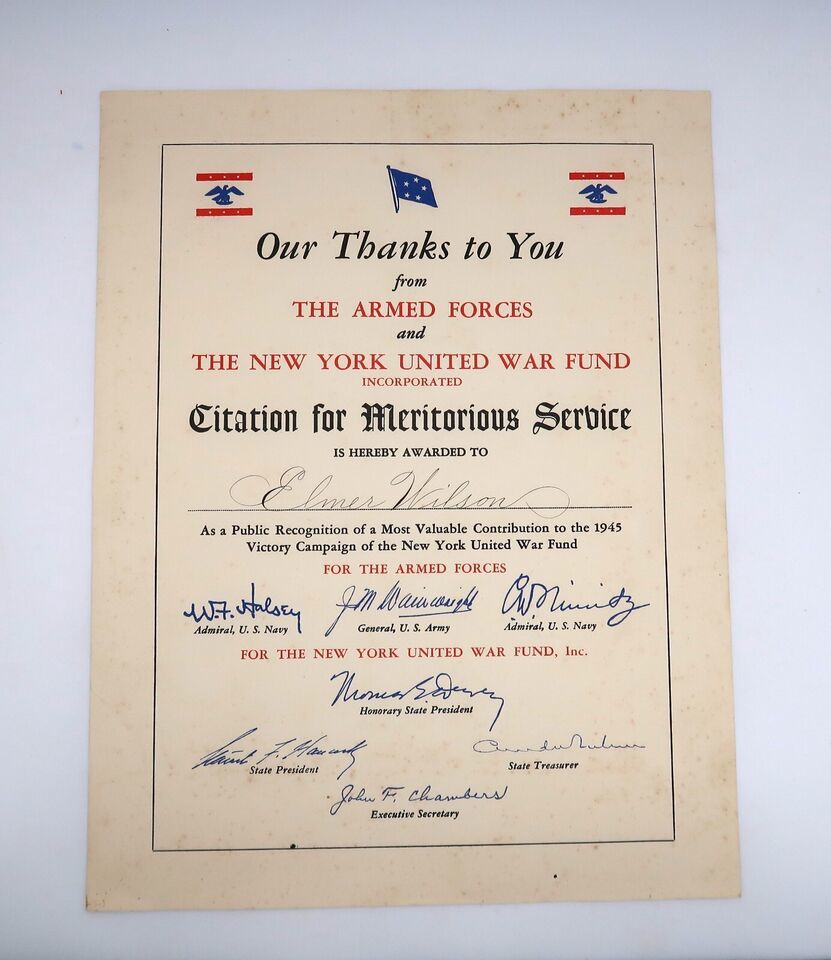 Our Thanks to You
from
THE ARMED FORCES
and
THE NEW YORK UNITED WAR FUND
INCORPORATED
Citation for Meritorious Service
IS HEREBY AWARDED TO
Elmer Wilson
As a Public Recognition of a Most Valuable Contribution to the 1945
Victory Campaign of the New York United War Fund
FOR THE ARMED FORCES
W. F. Halsey J M Wainwright C W Nimitz
Admiral, U. S. Navy General, U. S. Army Admiral, U. S. Navy
FOR THE NEW YORK UNITED WAR FUND, Inc.
Thomas E. Dewey
Honorary State President
F. Hancock
State President State Treasurer
John F. Chambers
Executive Secretary